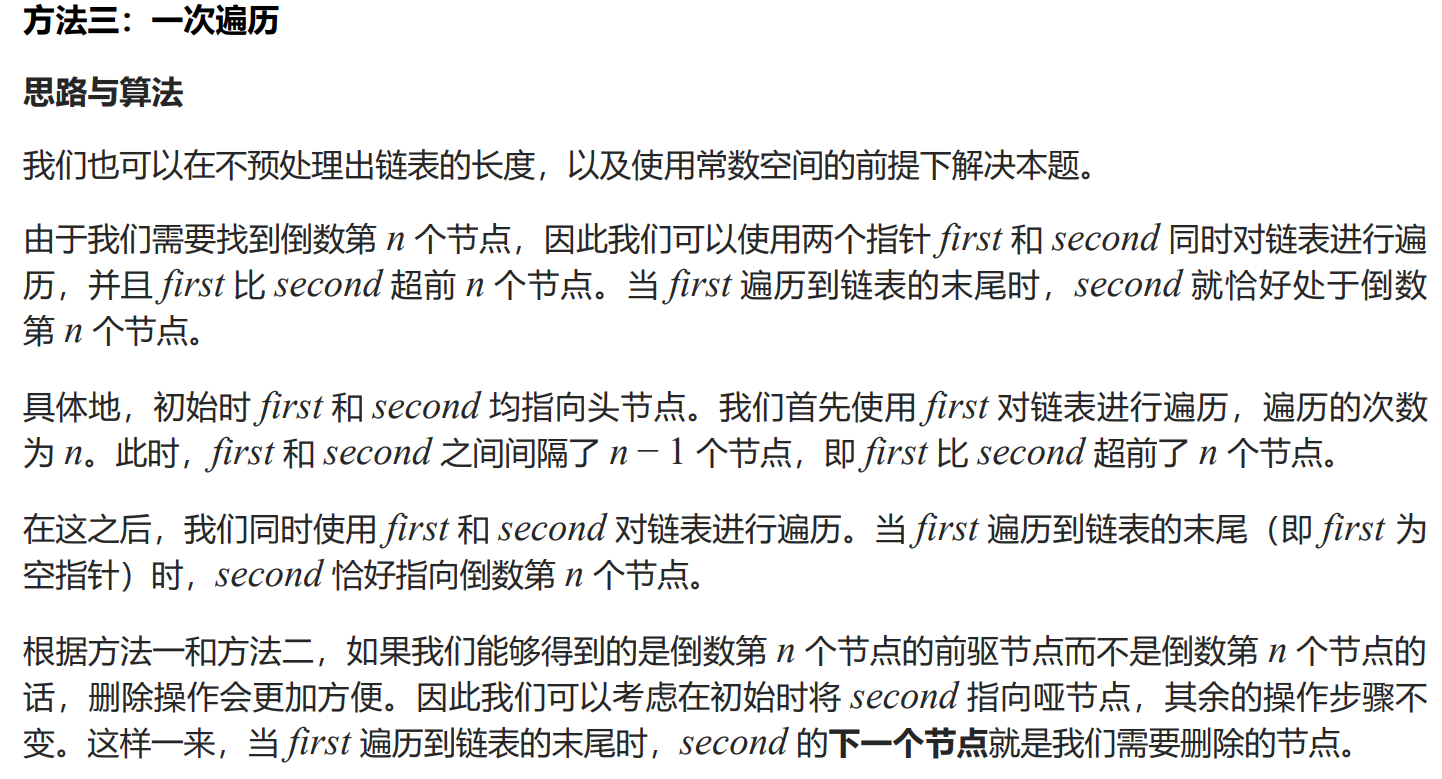 方法三：一次遍历
思路与算法
我们也可以在不预处理出链表的长度，以及使用常数空间的前提下解决本题。
由于我们需要找到倒数第 n 个节点，因此我们可以使用两个指针 first 和 second 同时对链表进行遍
历，并且 first 比 second 超前 n 个节点。当 first 遍历到链表的末尾时，second 就恰好处于倒数
第 n 个节点。
具体地，初始时 first 和 second 均指向头节点。我们首先使用 first 对链表进行遍历，遍历的次数
为 n。此时，first 和 second 之间间隔了 n − 1 个节点，即 first 比 second 超前了 n 个节点。
在这之后，我们同时使用 first 和 second 对链表进行遍历。当 first 遍历到链表的末尾（即 first 为
空指针）时，second 恰好指向倒数第 n 个节点。
根据方法一和方法二，如果我们能够得到的是倒数第 n 个节点的前驱节点而不是倒数第 n 个节点的
话，删除操作会更加方便。因此我们可以考虑在初始时将 second 指向哑节点，其余的操作步骤不
变。这样一来，当 first 遍历到链表的末尾时，second 的下一个节点就是我们需要删除的节点。